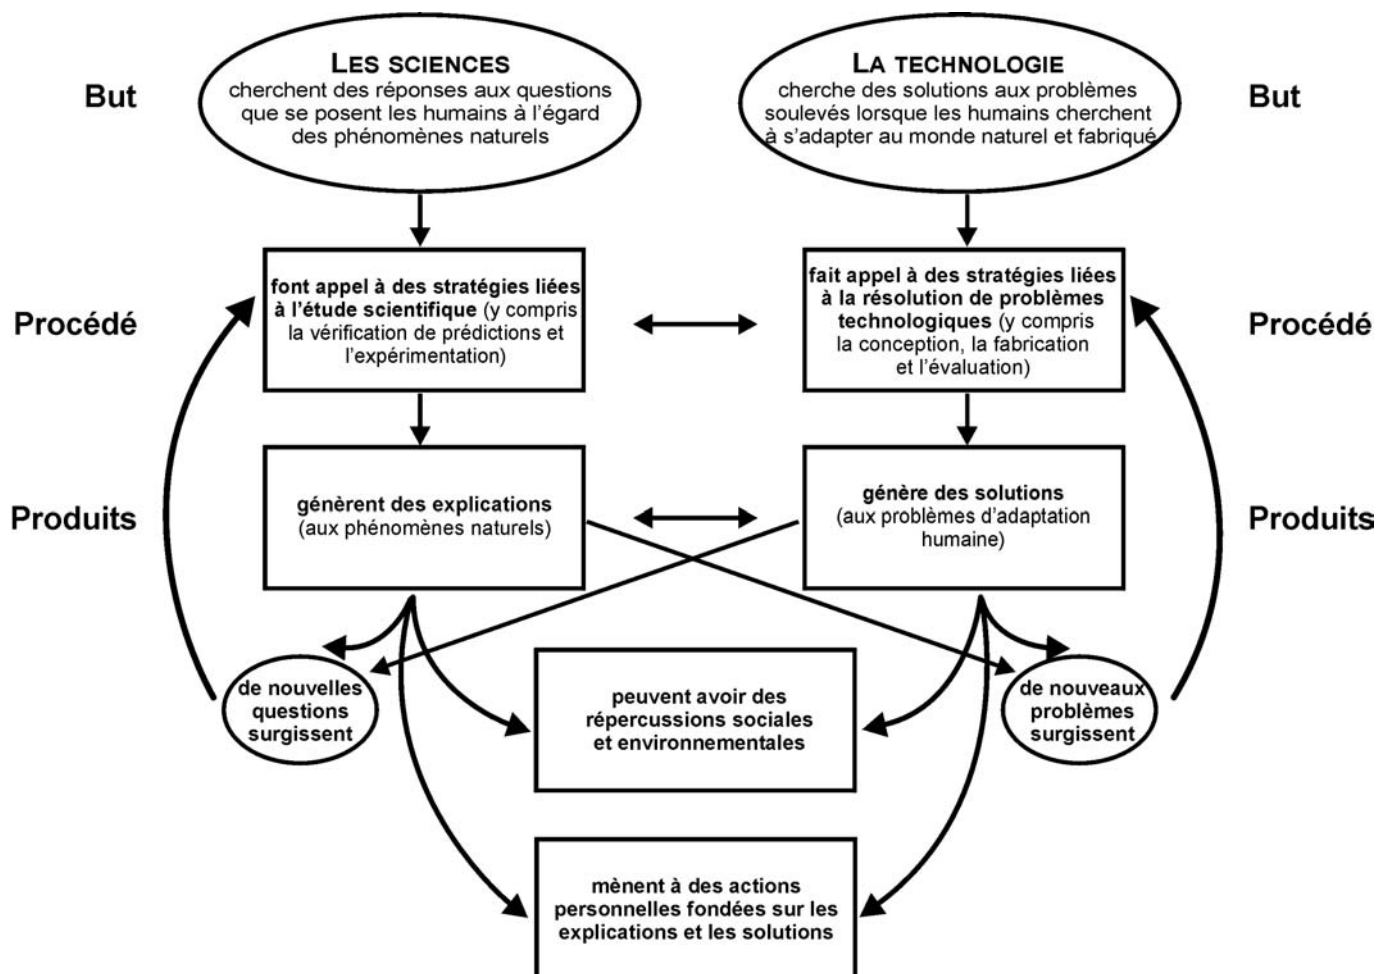 But
LES SCIENCES
cherchent des réponses aux questions
que se posent les humains à l'égard
des phénomènes naturels
LA TECHNOLOGIE
cherche des solutions aux problèmes
soulevés lorsque les humains cherchent
à s'adapter au monde naturel et fabriqué
But
Procédé
font appel à des stratégies liées
à l'étude scientifique (y compris
la vérification de prédictions et
l'expérimentation)
fait appel à des stratégies liées
à la résolution de problèmes
technologiques (y compris
la conception, la fabrication
et l'évaluation)
Procédé
Produits
génèrent des explications
(aux phénomènes naturels)
génère des solutions
(aux problèmes d'adaptation
humaine)
Produits
de nouvelles
questions
surgissent
peuvent avoir des
répercussions sociales
et environnementales
de nouveaux
problèmes
surgissent
mènent à des actions
personnelles fondées sur les
explications et les solutions